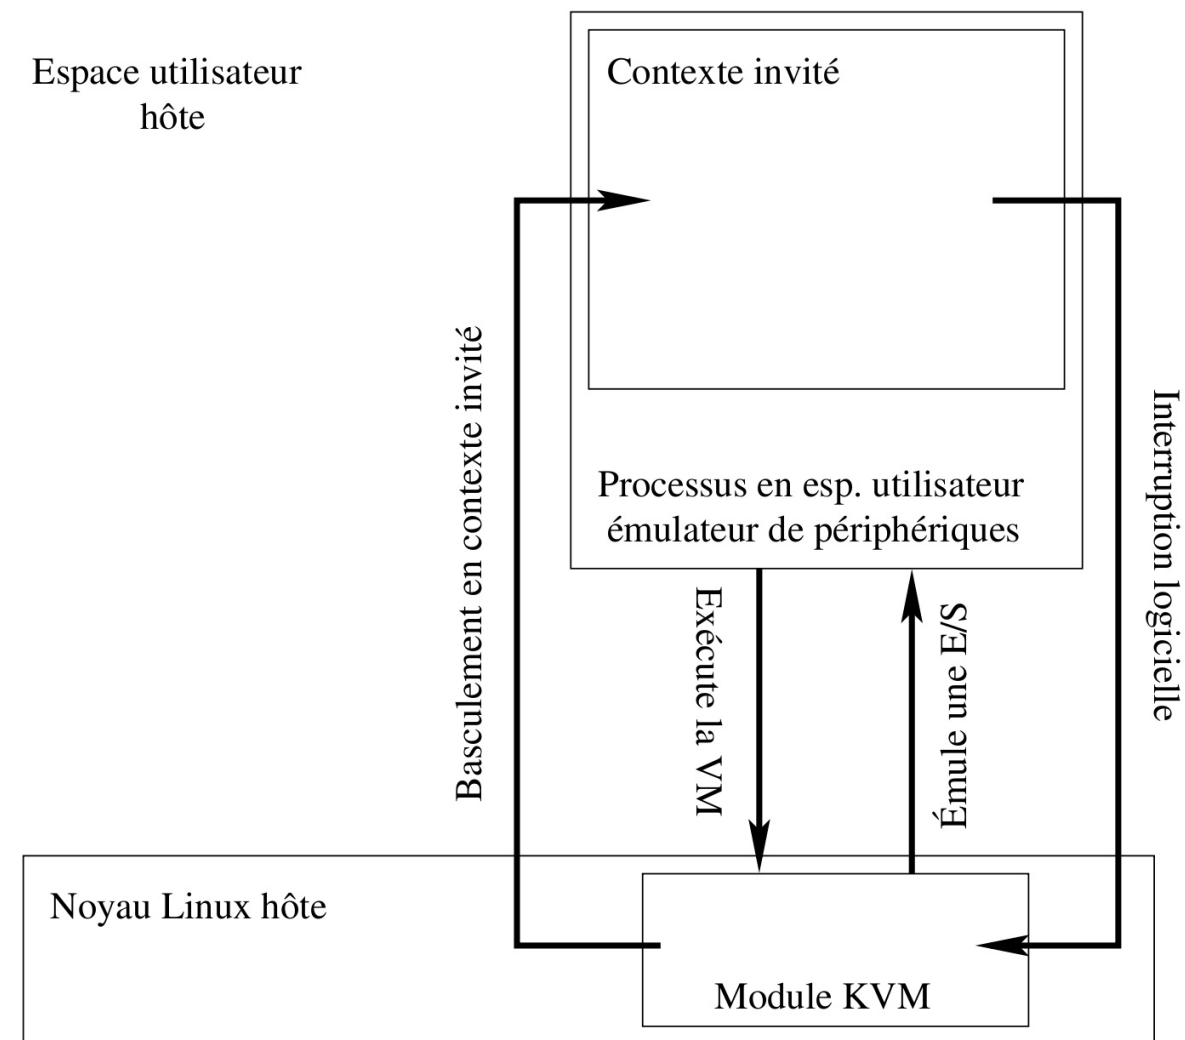 Espace utilisateur
hôte
Contexte invité
Basculement en contexte invité
Processus en esp. utilisateur
émulateur de périphériques
Exécute la VM
Émule une E/S
Interruption logicielle
Noyau Linux hôte
Module KVM